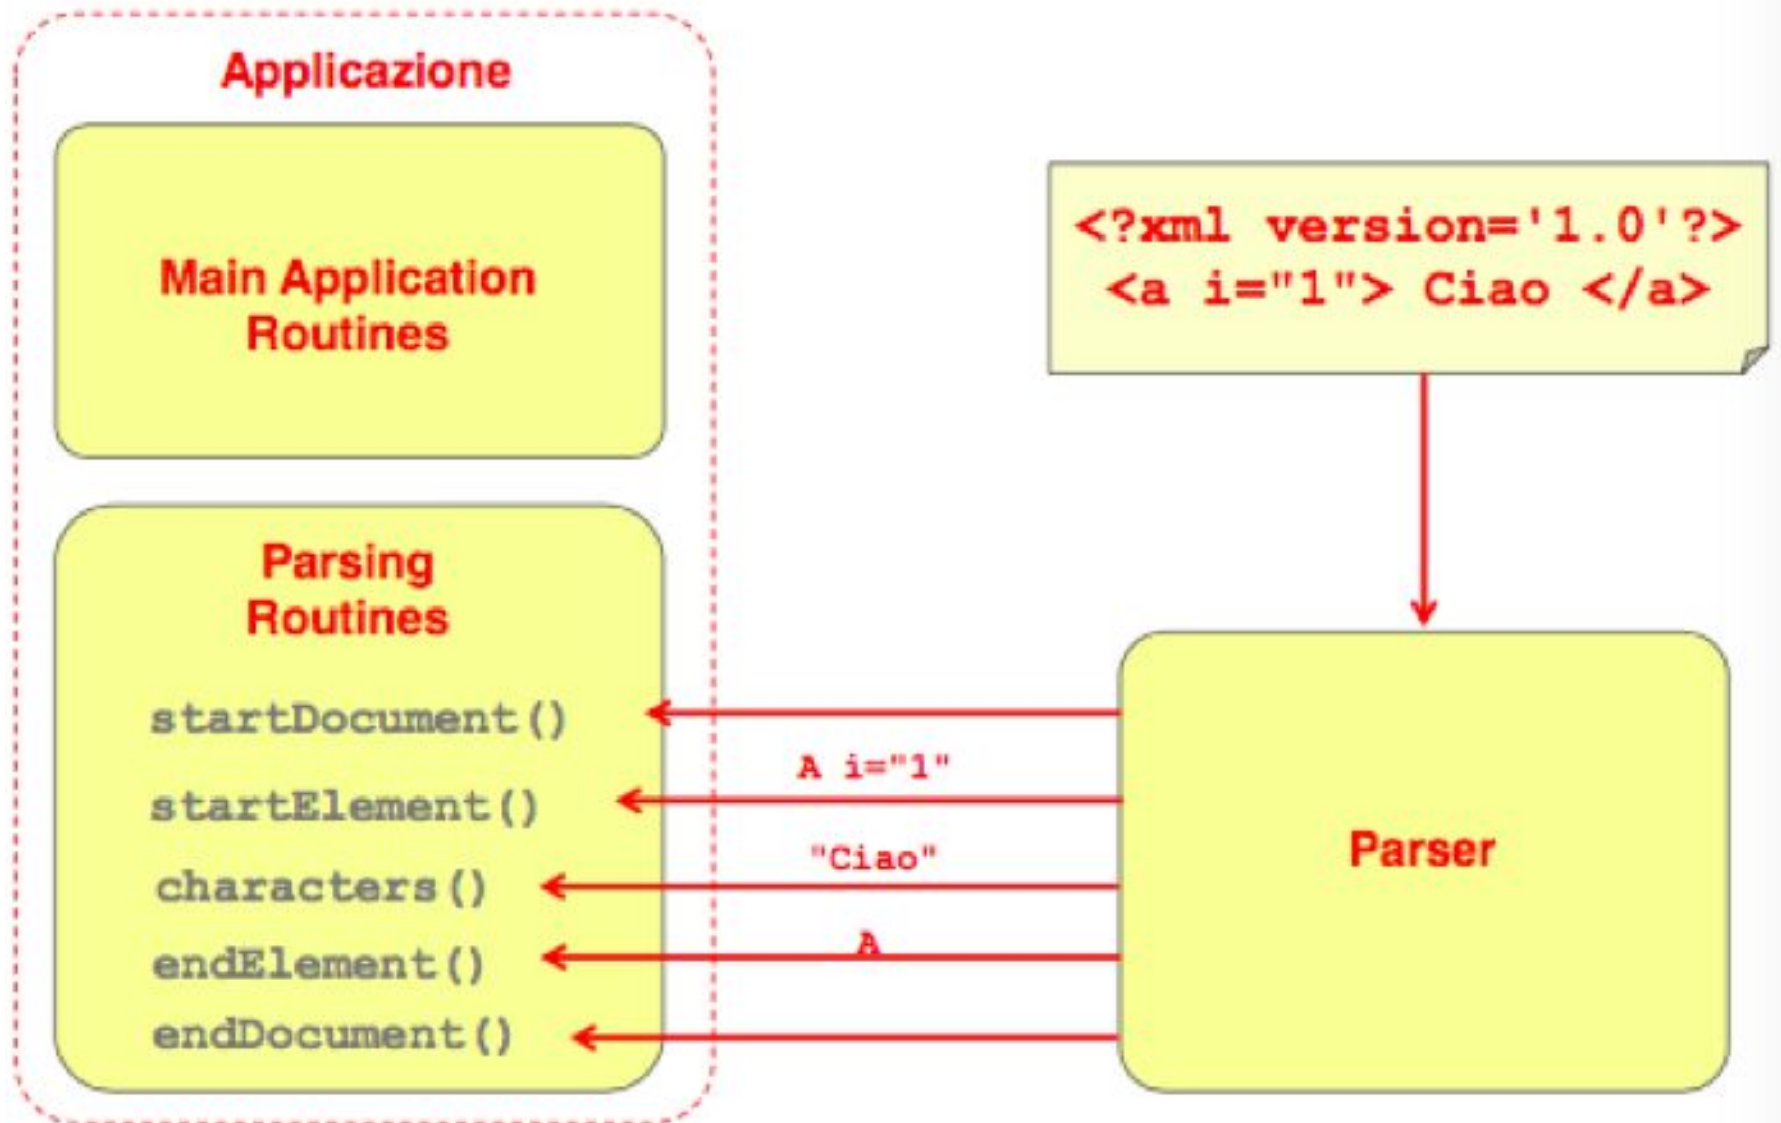 Applicazione
Main Application
Routines
Parsing
Routines
startDocument()
startElement()
characters()
endElement()
endDocument()
A i="1"
"Ciao"
A
<?xml version='1.0'?>
<a i="1"> Ciao </a>
Parser